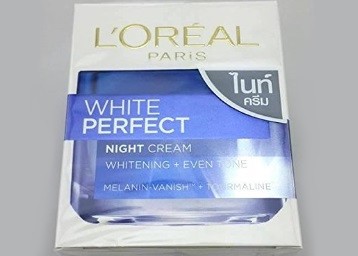 L'ORÉAL
PARIS
ไนท์
ครีม
WHITE
PERFECT
NIGHT CREAM
WHITENING + EVEN TONE
MELANIN-VANISH™ + TOURMALINE